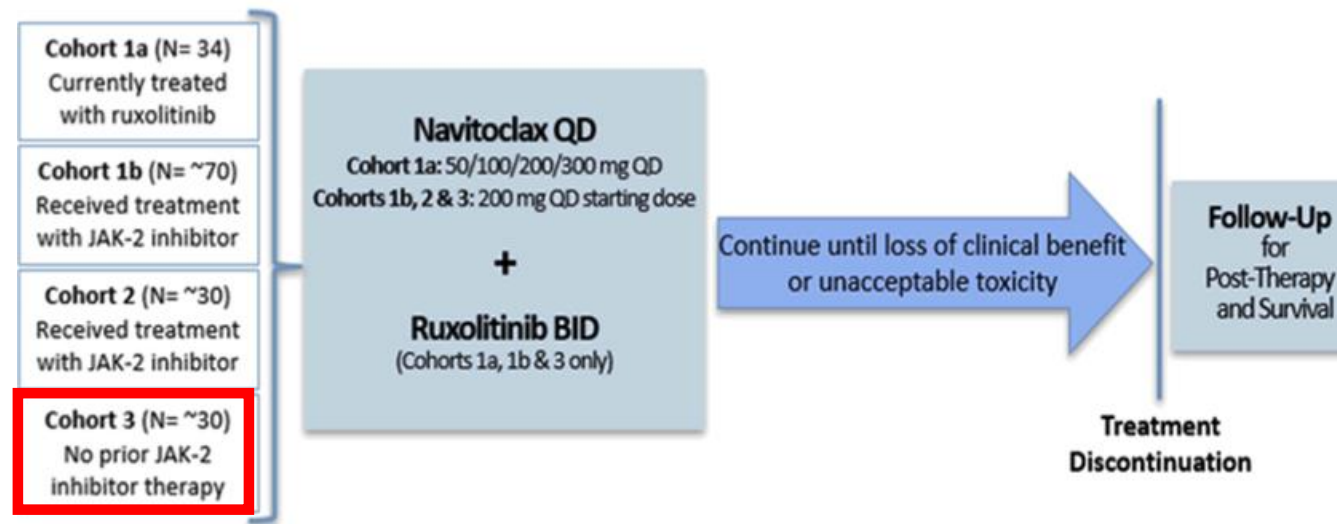 Cohort 1a (N= 34)
Currently treated
with ruxolitinib
Cohort 1b (N= ~70)
Received treatment
with JAK-2 inhibitor
Cohort 2 (N= ~30)
Received treatment
with JAK-2 inhibitor
Cohort 3 (N= ~30)
No prior JAK-2
inhibitor therapy
Navitoclax QD
Cohort 1a: 50/100/200/300 mg QD
Cohorts 1b, 2 & 3: 200 mg QD starting dose
+
Ruxolitinib BID
(Cohorts 1a, 1b & 3 only)
Continue until loss of clinical benefit
or unacceptable toxicity
Treatment
Discontinuation
Follow-Up
for
Post-Therapy
and Survival